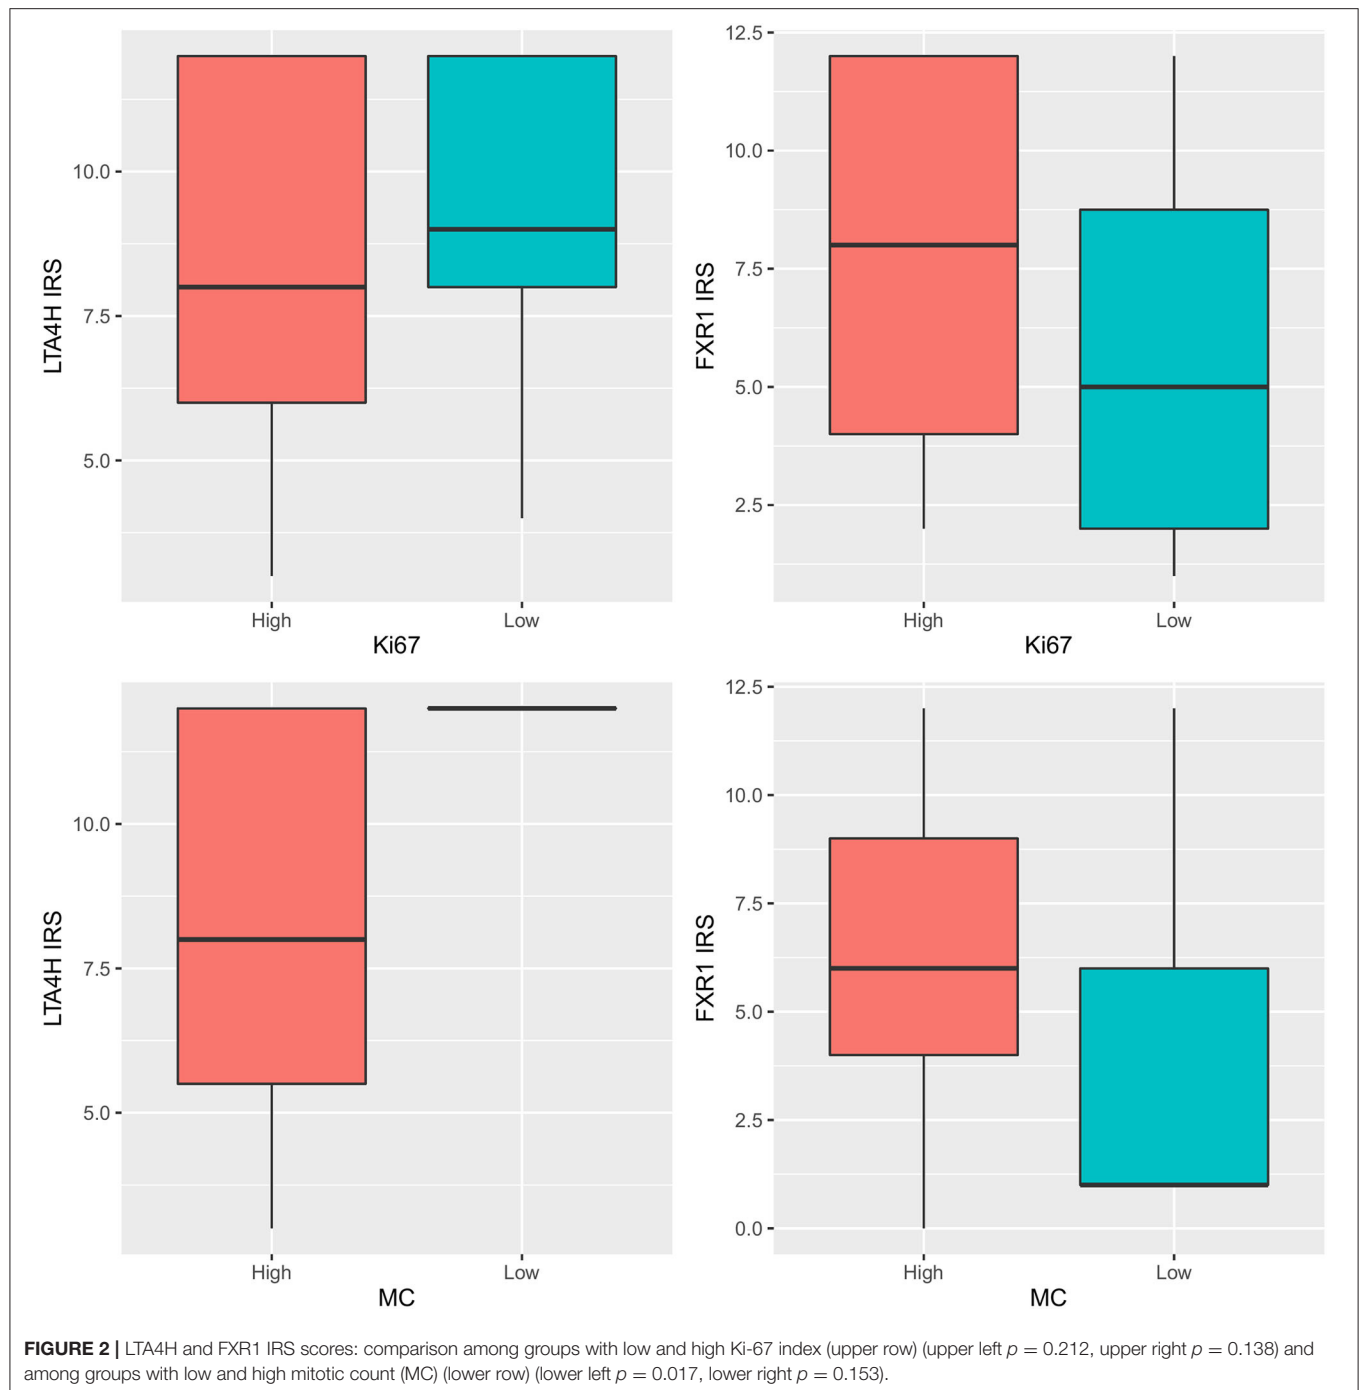 12.5
10.0
7.5
5.0
LTA4H IRS
High
Low
Ki67
10.0
7.5
5.0
2.5
FXR1 IRS
High
Low
Ki67
10.0
7.5
5.0
LTA4H IRS
High
Low
MC
12.5
10.0
7.5
5.0
2.5
0.0
FXR1 IRS
High
Low
MC
FIGURE 2 | LTA4H and FXR1 IRS scores: comparison among groups with low and high Ki-67 index (upper row) (upper left p = 0.212, upper right p = 0.138) and
among groups with low and high mitotic count (MC) (lower row) (lower left p = 0.017, lower right p = 0.153).